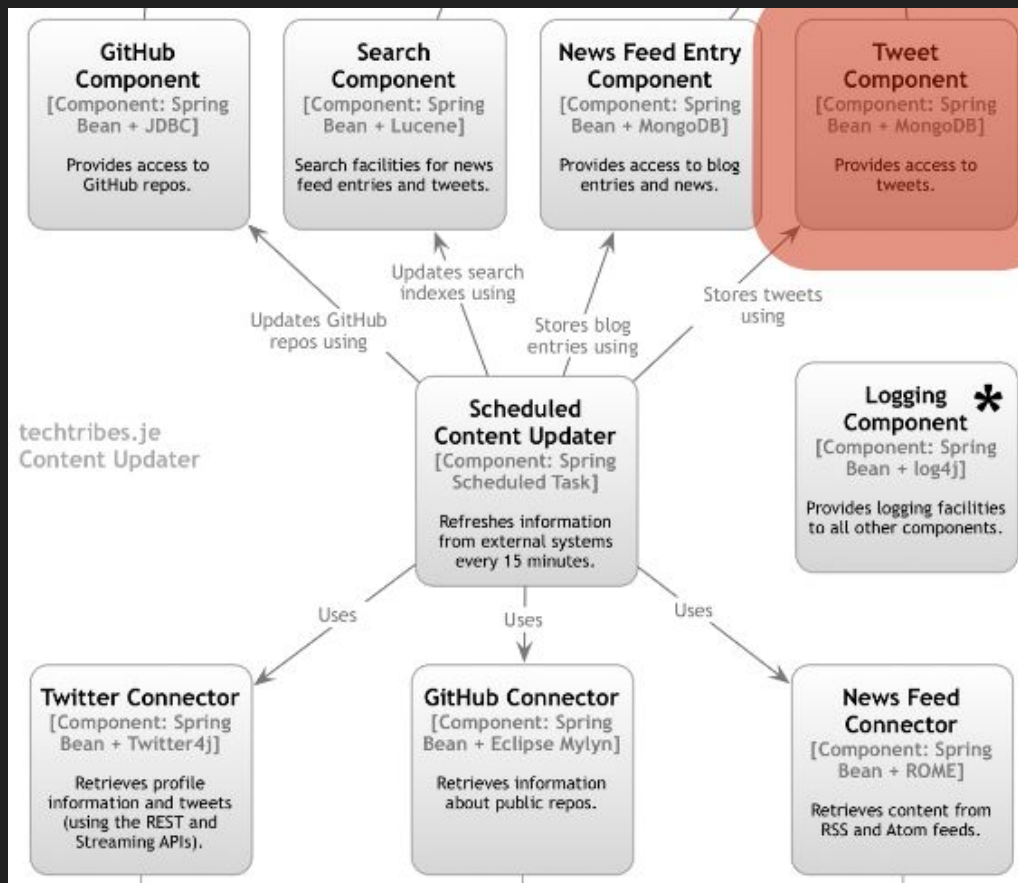 GitHub
Component
[Component: Spring
Bean + JDBC]
Provides access to
GitHub repos.
Search
Component
[Component: Spring
Bean + Lucene]
Search facilities for news
feed entries and tweets.
News Feed Entry
Component
[Component: Spring
Bean + MongoDB]
Provides access to blog
entries and news.
Tweet
Component
[Component: Spring
Bean + MongoDB]
Provides access to
tweets.
Updates GitHub
repos using
Updates search
indexes using
Stores blog
entries using
Stores tweets
using
techtribes.je
Content Updater
Scheduled
Content Updater
[Component: Spring
Scheduled Task]
Refreshes information
from external systems
every 15 minutes.
Logging *
Component
[Component: Spring
Bean + log4j]
Provides logging facilities
to all other components.
Uses
Uses
Uses
Twitter Connector
[Component: Spring
Bean + Twitter4j]
Retrieves profile
information and tweets
(using the REST and
Streaming APIs).
GitHub Connector
[Component: Spring
Bean + Eclipse Mylyn]
Retrieves information
about public repos.
News Feed
Connector
[Component: Spring
Bean + ROME]
Retrieves content from
RSS and Atom feeds.